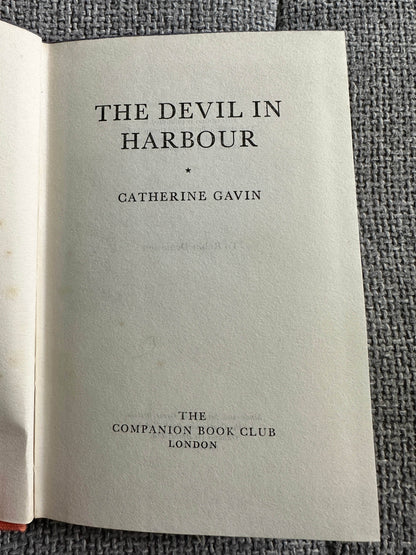 THE DEVIL IN
HARBOUR
★
CATHERINE GAVIN
THE
COMPANION BOOK CLUB
LONDON